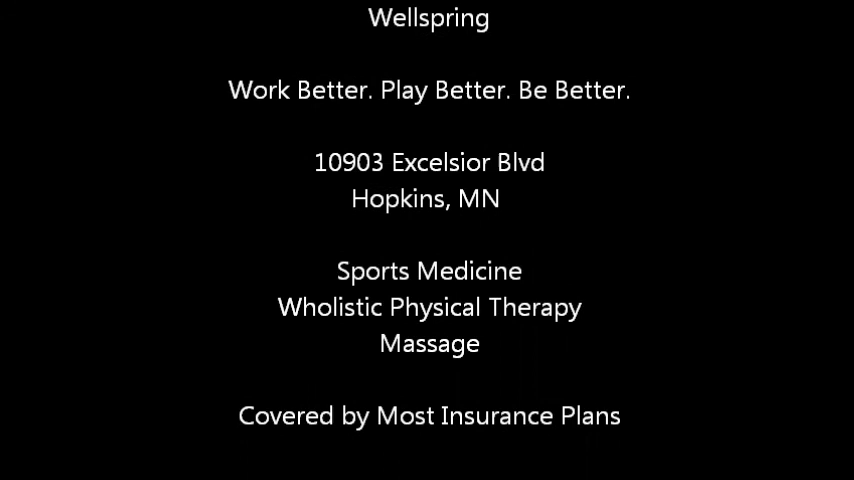 Wellspring
Work Better. Play Better. Be Better.
10903 Excelsior Blvd
Hopkins, MN
Sports Medicine
Wholistic Physical Therapy
Massage
Covered by Most Insurance Plans